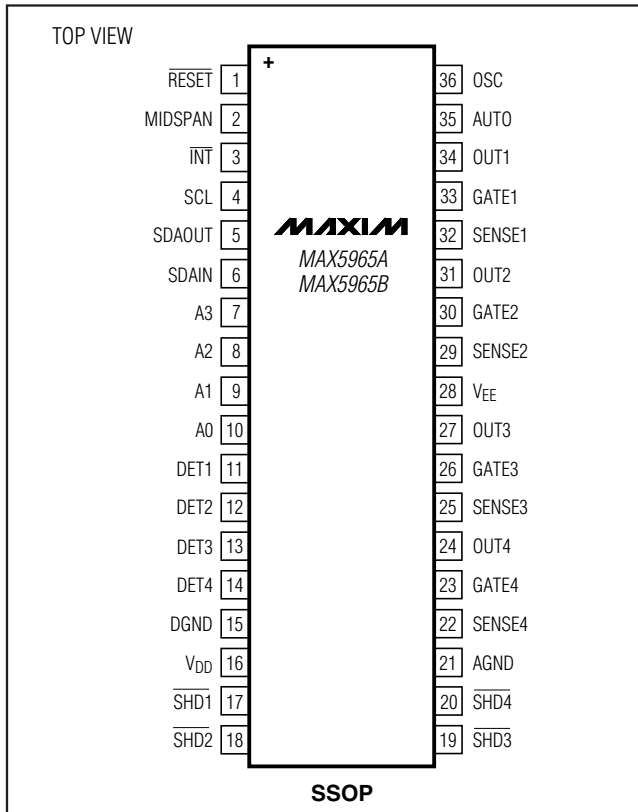 TOP VIEW
+
RESET 1
MIDSPAN 2
INT 3
SCL 4
SDAOUT 5
SDAIN 6
A3 7
A2 8
A1 9
A0 10
DET1 11
DET2 12
DET3 13
DET4 14
DGND 15
VDD 16
SHD1 17
SHD2 18
MAXIM
MAX5965A
MAX5965B
36 OSC
35 AUTO
34 OUT1
33 GATE1
32 SENSE1
31 OUT2
30 GATE2
29 SENSE2
28 VEE
27 OUT3
26 GATE3
25 SENSE3
24 OUT4
23 GATE4
22 SENSE4
21 AGND
20 SHD4
19 SHD3
SSOP